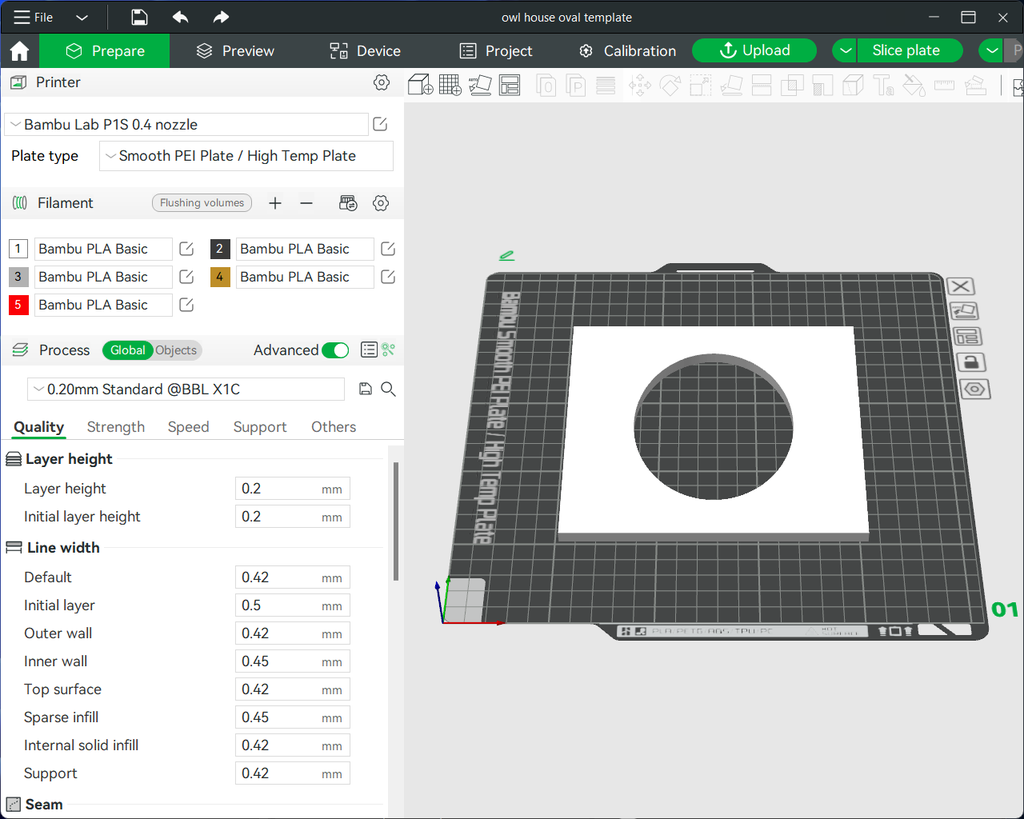 File
owl house oval template
Prepare
Preview
Device
Project
Calibration
Upload
Slice plate
P
Printer
Bambu Lab P1S 0.4 nozzle
Plate type
Smooth PEI Plate / High Temp Plate
Filament
Flushing volumes
1 Bambu PLA Basic
2 Bambu PLA Basic
3 Bambu PLA Basic
4 Bambu PLA Basic
5 Bambu PLA Basic
Process
Global
Objects
Advanced
0.20mm Standard @BBL X1C
Quality
Strength
Speed
Support
Others
Layer height
Layer height 0.2 mm
Initial layer height 0.2 mm
Line width
Default 0.42 mm
Initial layer 0.5 mm
Outer wall 0.42 mm
Inner wall 0.45 mm
Top surface 0.42 mm
Sparse infill 0.45 mm
Internal solid infill 0.42 mm
Support 0.42 mm
Seam
Bambu Smooth PEI Plate / High Temp Plate
01